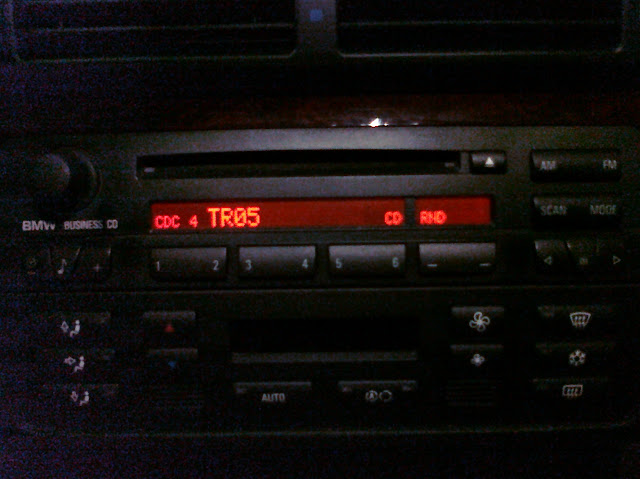 AM FM
CDC 4 TR05 CD RND
SCAN MODE
BMW BUSINESS CD
1 2 3 4 5 6
AUTO